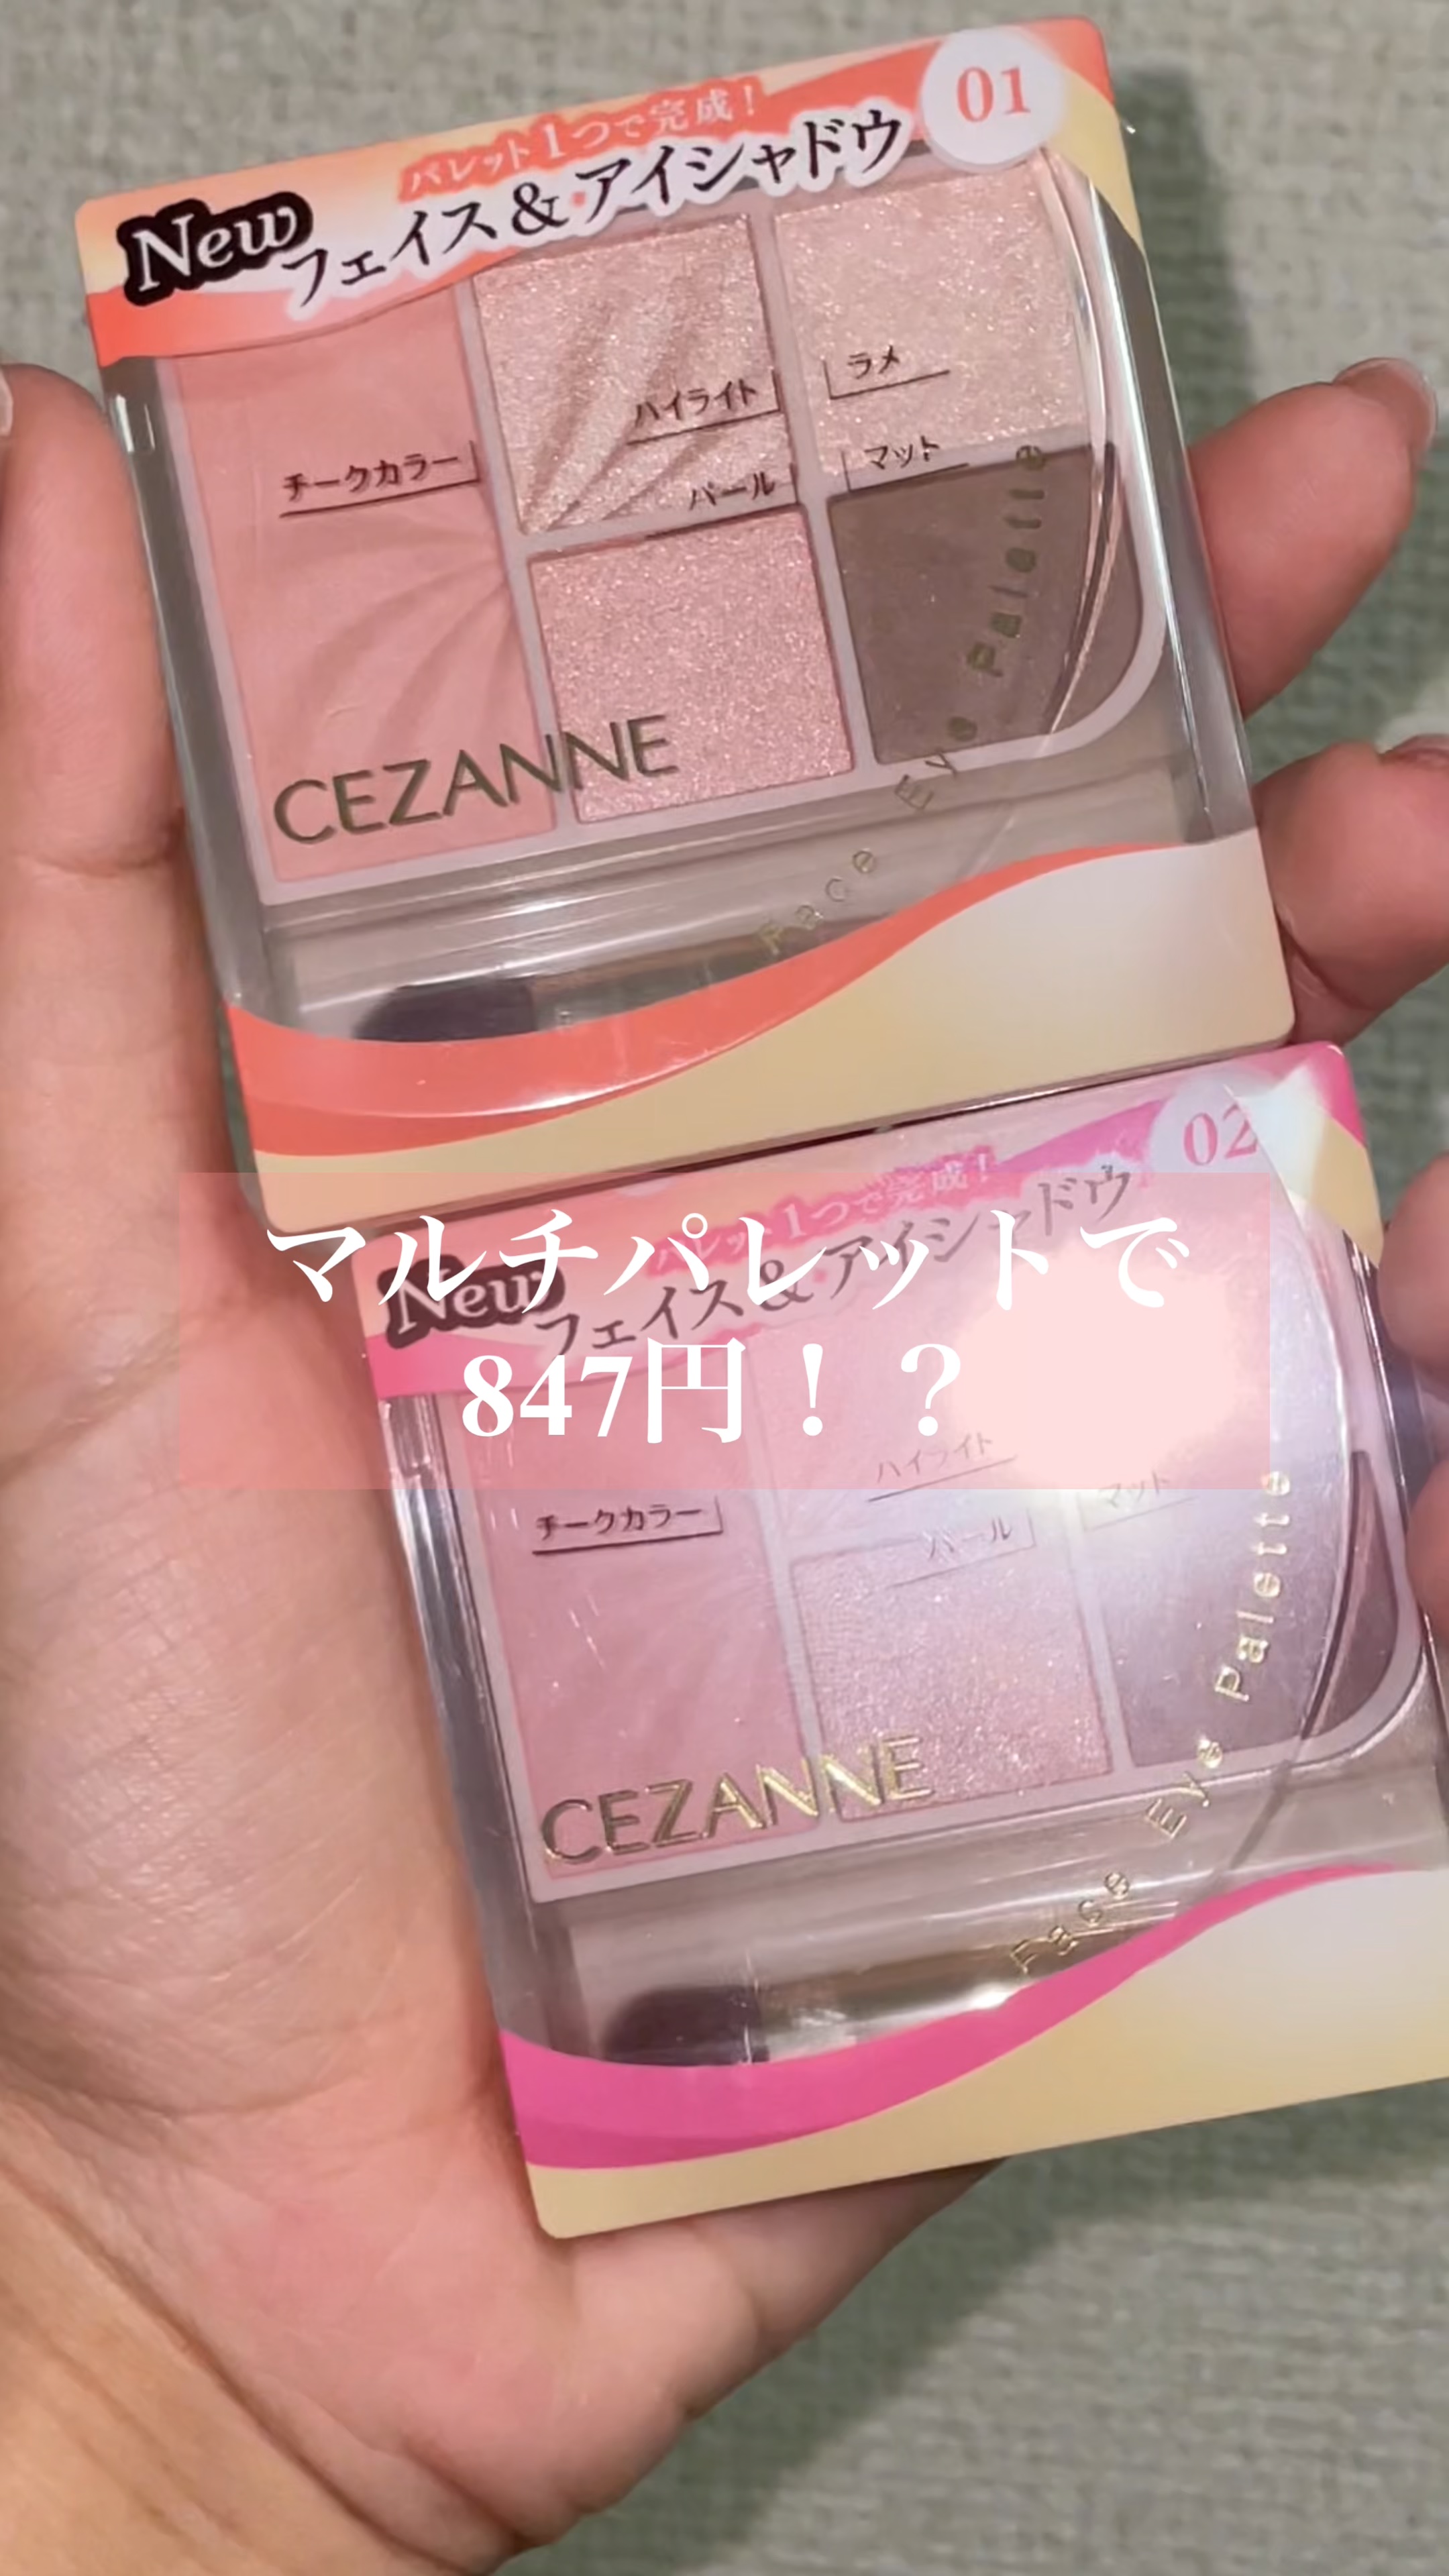 パレット1つで完成!
01
New
フェイス&アイシャドウ
ラメ
ハイライト
マット
チークカラー
パール
CEZANNE
Face Eye Palette
パレット1つで完成!
02
New
フェイス&アイシャドウ
マルチパレットで
847円！？
ハイライト
マット
チークカラー
パール
CEZANNE
Face Eye Palette